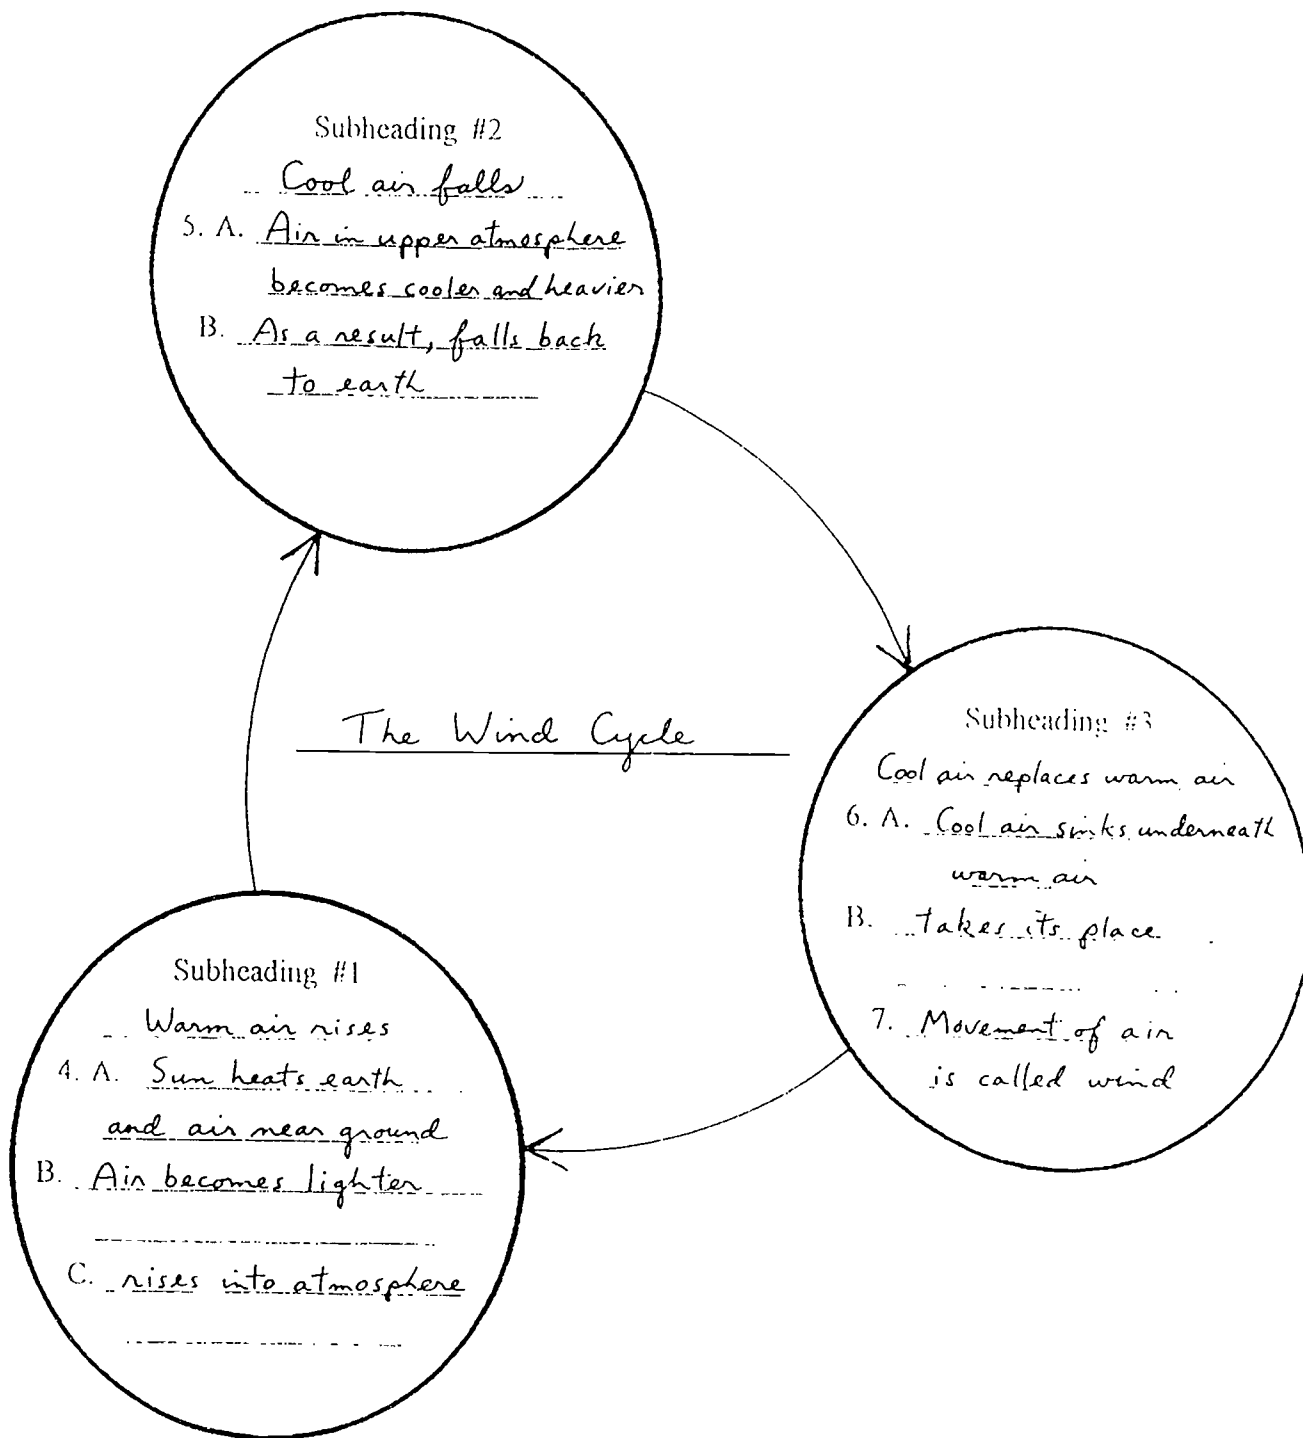 Subheading #2
Cool air falls
5. A. Air in upper atmosphere
becomes cooler and heavier
B. As a result, falls back
to earth
The Wind Cycle
Subheading #3
Cool air replaces warm air
6. A. Cool air sinks underneath
warm air
B. takes its place
7. Movement of air
is called wind
Subheading #1
Warm air rises
4. A. Sun heats earth
and air near ground
B. Air becomes lighter
C. rises into atmosphere